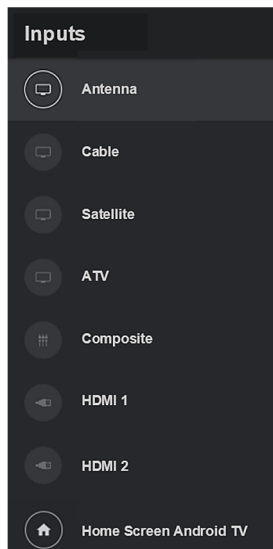 Inputs
Antenna
Cable
Satellite
ATV
Composite
HDMI 1
HDMI 2
Home Screen Android TV